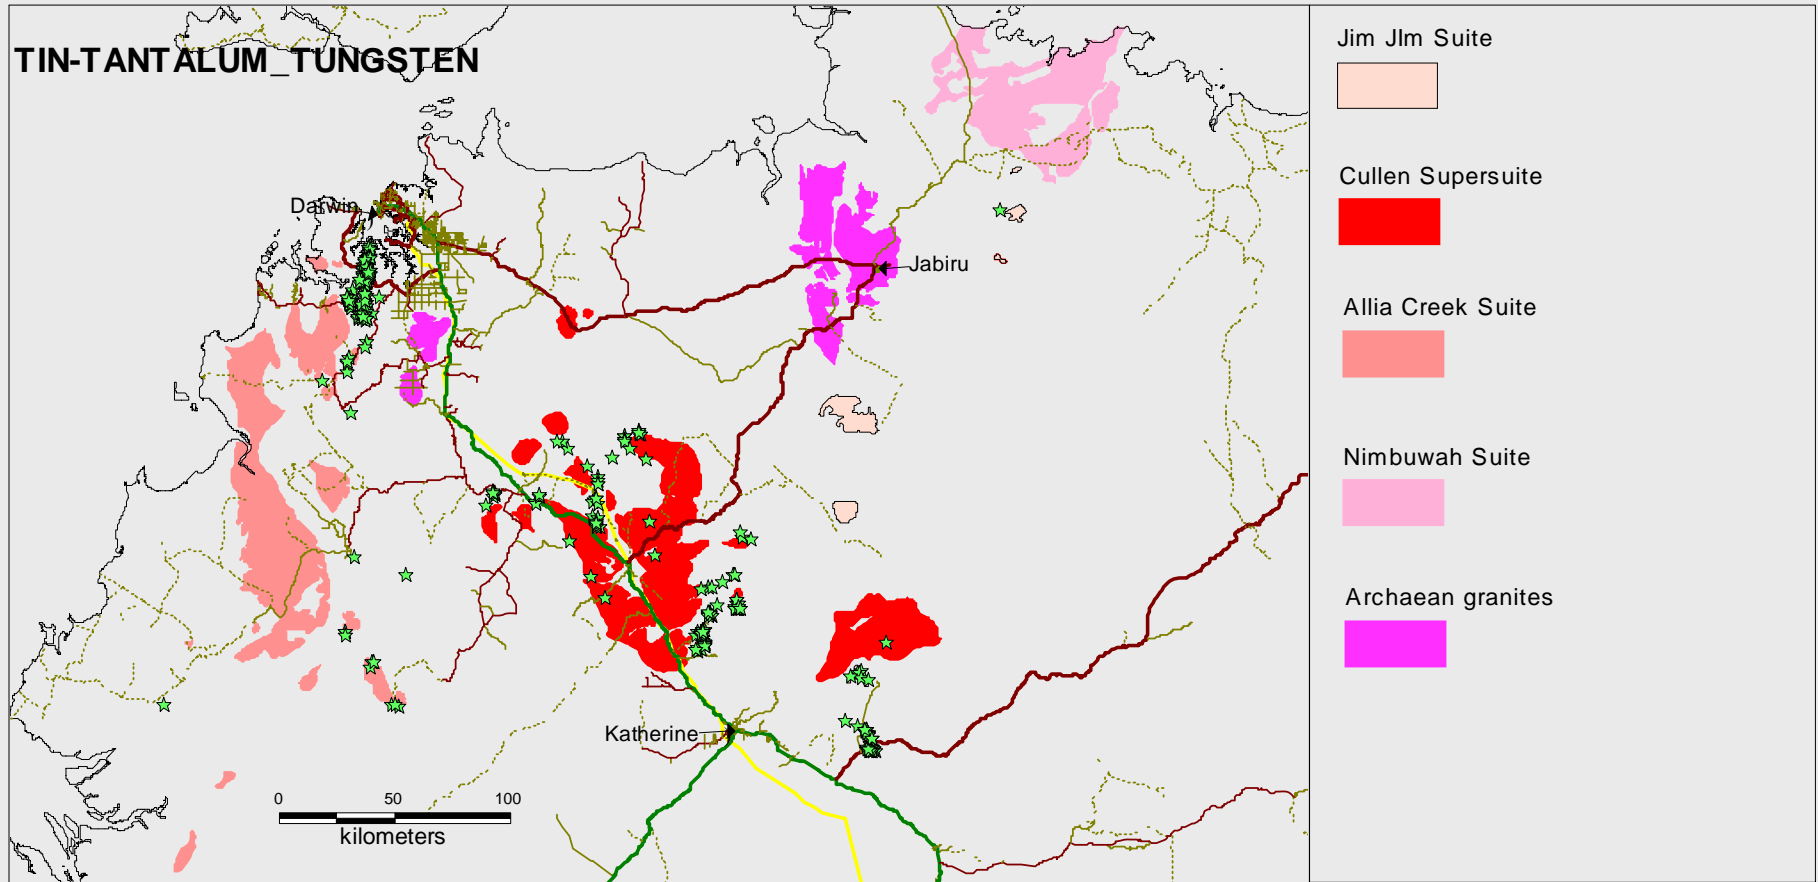 TIN-TANTALUM_TUNGSTEN
Darwin
Jabiru
Katherine
0 50 100
kilometers
Jim JIm Suite
Cullen Supersuite
Allia Creek Suite
Nimbuwah Suite
Archaean granites